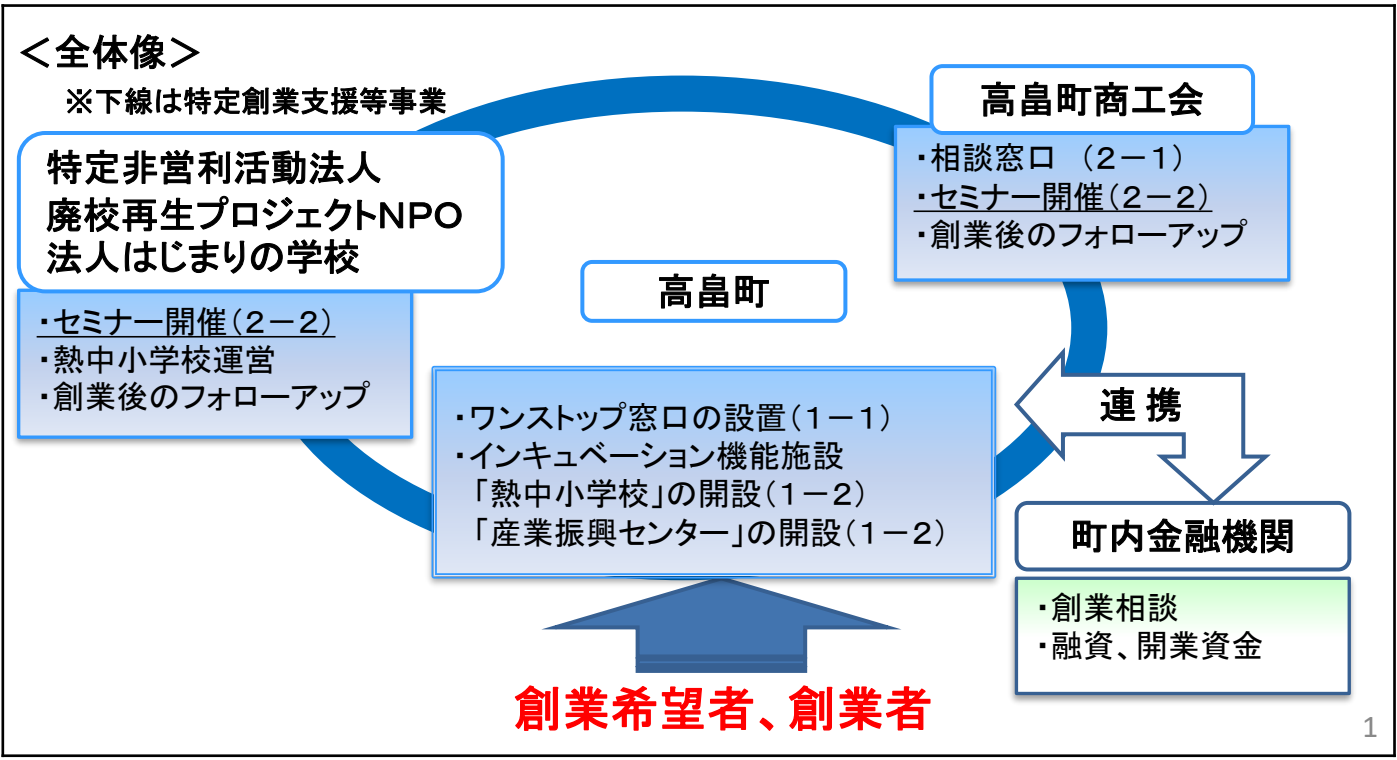 ＜全体像＞
※下線は特定創業支援等事業
特定非営利活動法人
廃校再生プロジェクトNPO
法人はじまりの学校
・セミナー開催（２－２）
・熱中小学校運営
・創業後のフォローアップ
高畠町商工会
・相談窓口　（２－１）
・セミナー開催（２－２）
・創業後のフォローアップ
高畠町
・ワンストップ窓口の設置（１－１）
・インキュベーション機能施設
「熱中小学校」の開設（１－２）
「産業振興センター」の開設（１－２）
連 携
町内金融機関
・創業相談
・融資、開業資金
創業希望者、創業者
1